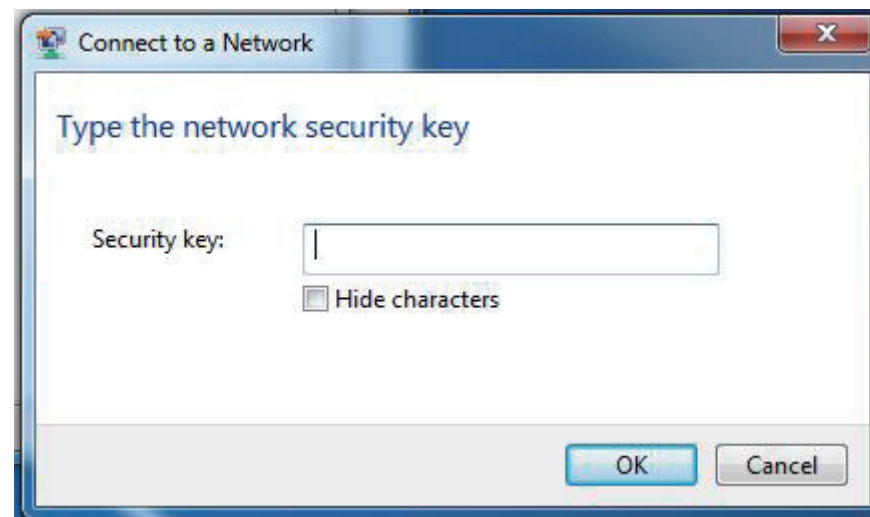 Connect to a Network
Type the network security key
Security key:
Hide characters
OK Cancel